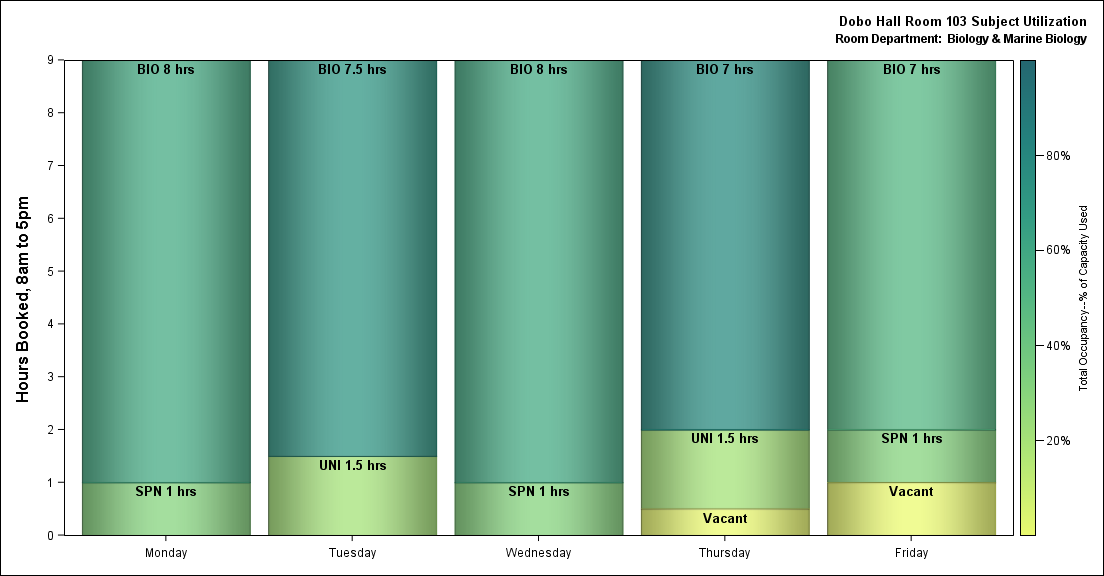 Dobo Hall Room 103 Subject Utilization
Room Department: Biology & Marine Biology
Hours Booked, 8am to 5pm
9
8
7
6
5
4
3
2
1
0
BIO 8 hrs
SPN 1 hrs
BIO 7.5 hrs
UNI 1.5 hrs
BIO 8 hrs
SPN 1 hrs
BIO 7 hrs
UNI 1.5 hrs
Vacant
BIO 7 hrs
SPN 1 hrs
Vacant
Monday
Tuesday
Wednesday
Thursday
Friday
80%
60%
40%
20%
Total Occupancy--% of Capacity Used